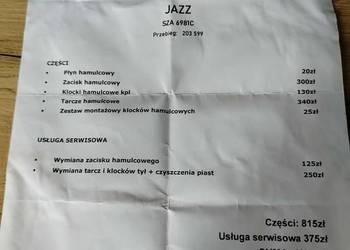 JAZZ
SZA 6981C
Przebieg: 203 599
CZĘŚCI
• Płyn hamulcowy 20zł
• Zacisk hamulcowy 300zł
• Klocki hamulcowe kpl 130zł
• Tarcze hamulcowe 340zł
• Zestaw montażowy klocków hamulcowych 25zł
USŁUGA SERWISOWA
• Wymiana zacisku hamulcowego 125zł
• Wymiana tarcz i klocków tył + czyszczenia piast 250zł
Części: 815zł
Usługa serwisowa 375zł